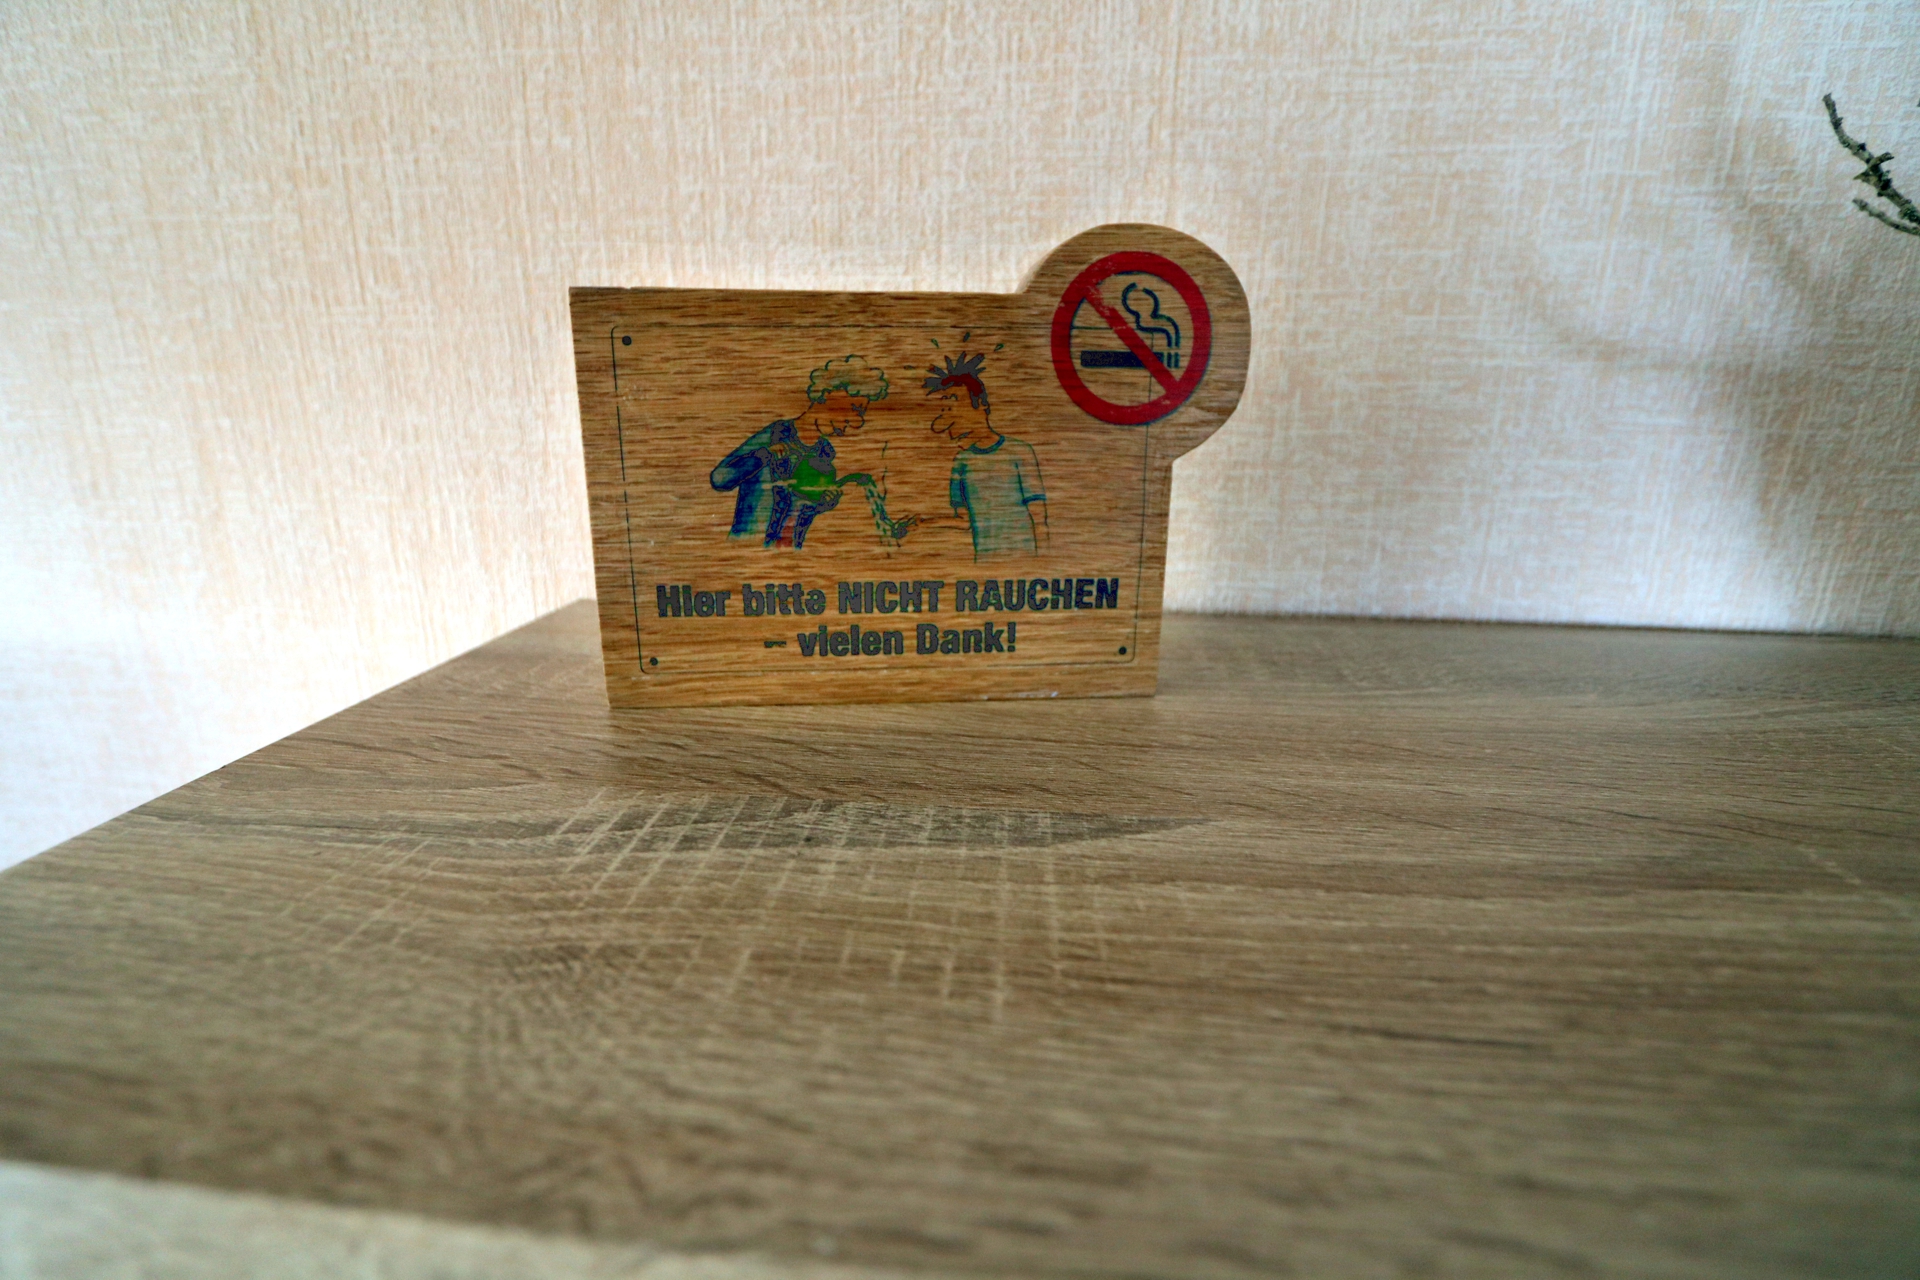 Hier bitte NICHT RAUCHEN
– vielen Dank!